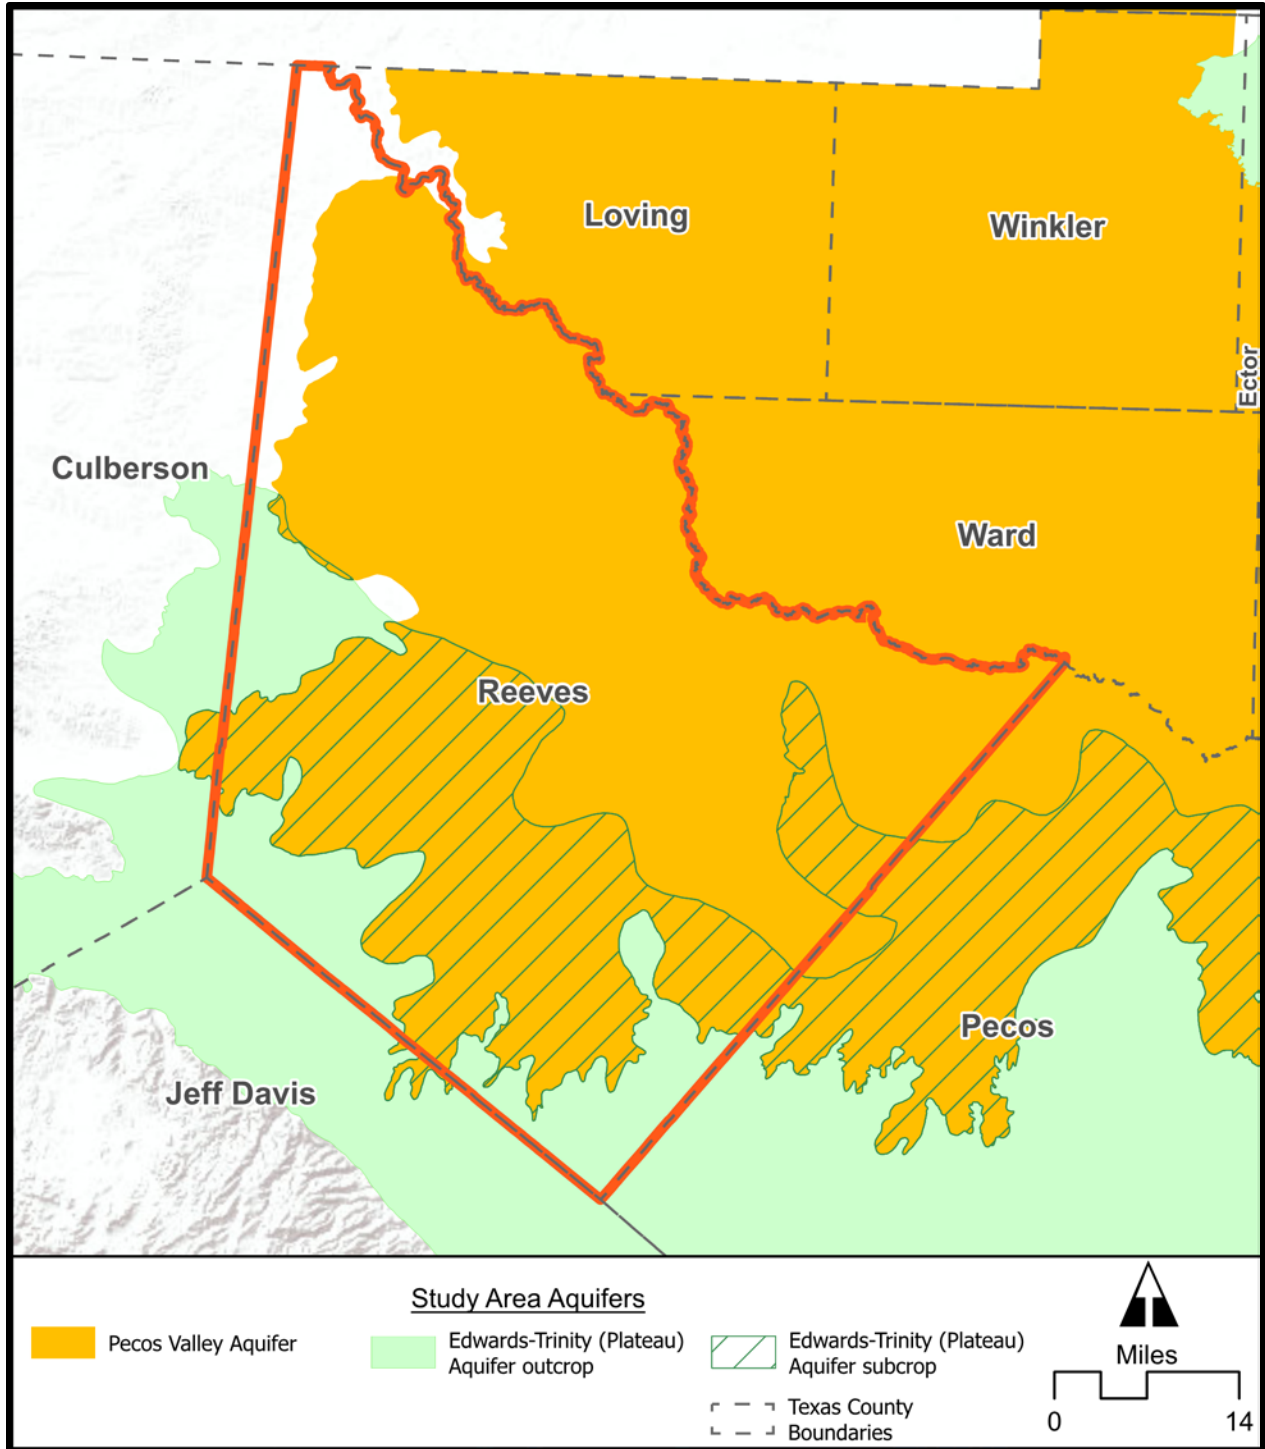 Loving
Winkler
Ector
Culberson
Ward
Reeves
Pecos
Jeff Davis
Study Area Aquifers
Pecos Valley Aquifer
Edwards-Trinity (Plateau)
Aquifer outcrop
Edwards-Trinity (Plateau)
Aquifer subcrop
Texas County
Boundaries
Miles
0 14